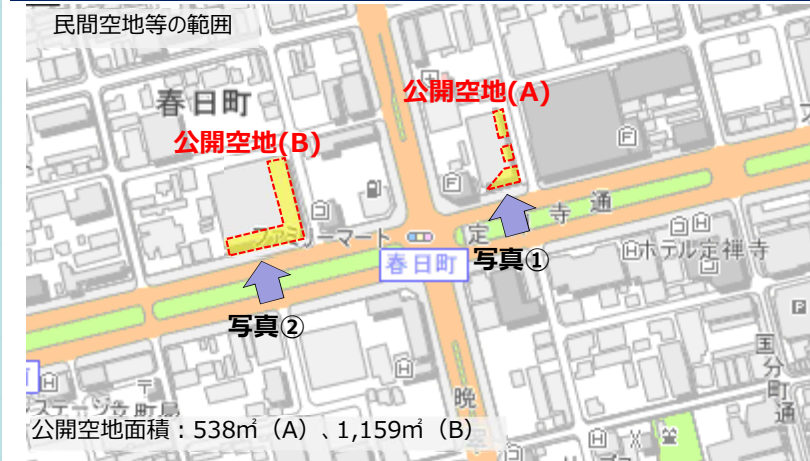 民間空地等の範囲
春日町
公開空地(A)
公開空地(B)
ファミリーマート
定
寺
通
春日町
写真①
ホテル定禅寺
写真②
国分町通
晩
公開空地面積：538㎡（A）、1,159㎡（B）